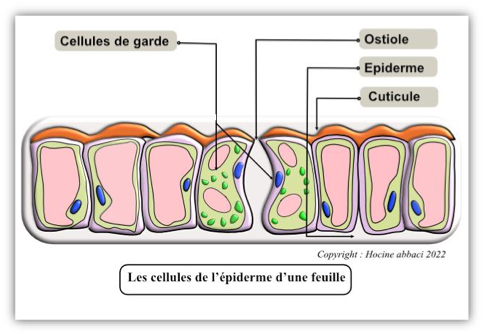 Cellules de garde
Ostiole
Epiderme
Cuticule
Copyright : Hocine abbaci 2022
Les cellules de l'épiderme d'une feuille